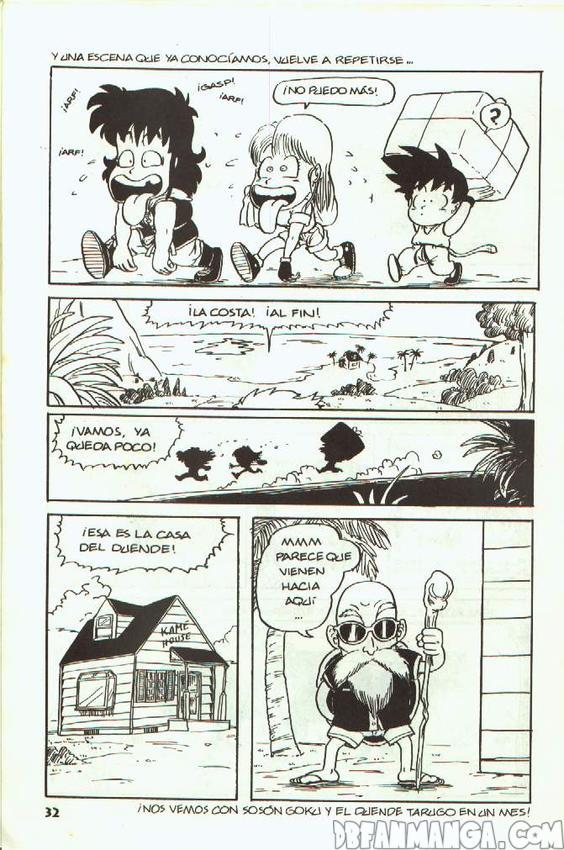 Y UNA ESCENA QUE YA CONOCÍAMOS, VUELVE A REPETIRSE...
¡ARF!
¡ARF!
¡GASP!
¡ARF!
¡NO PUEDO MÁS!
?
¡LA COSTA! ¡AL FIN!
¡VAMOS, YA
QUEDA POCO!
¡ESA ES LA CASA
DEL DUENDE!
KAME
HOUSE
MMM
PARECE QUE
VIENEN
HACIA
AQUÍ
...
32
¡NOS VEMOS CON SOSÓN GOKU Y EL DUENDE TARUGO EN UN MES!
DBFANMANGA.COM